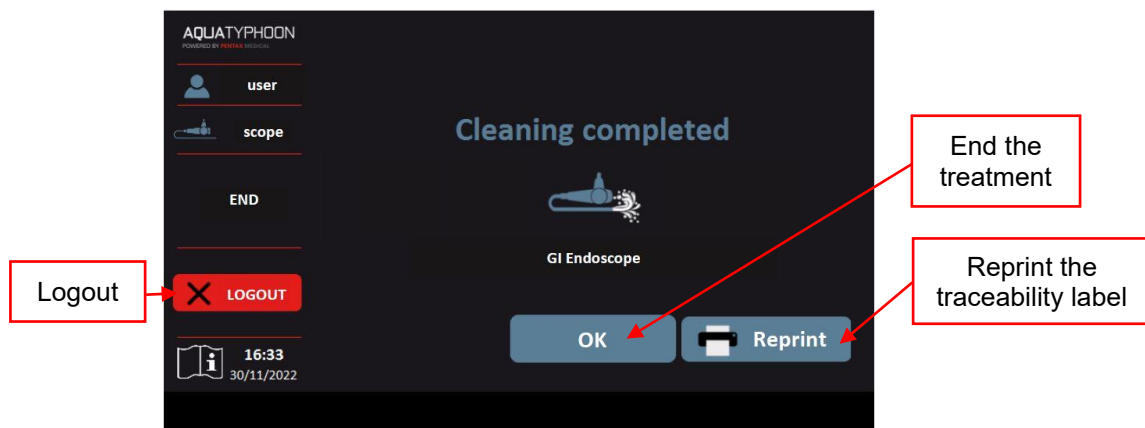 AQUATYPHOON
POWERED BY PENTAX MEDICAL
user
scope
END
LOGOUT
16:33
30/11/2022
Cleaning completed
GI Endoscope
OK
Reprint
Logout
End the
treatment
Reprint the
traceability label